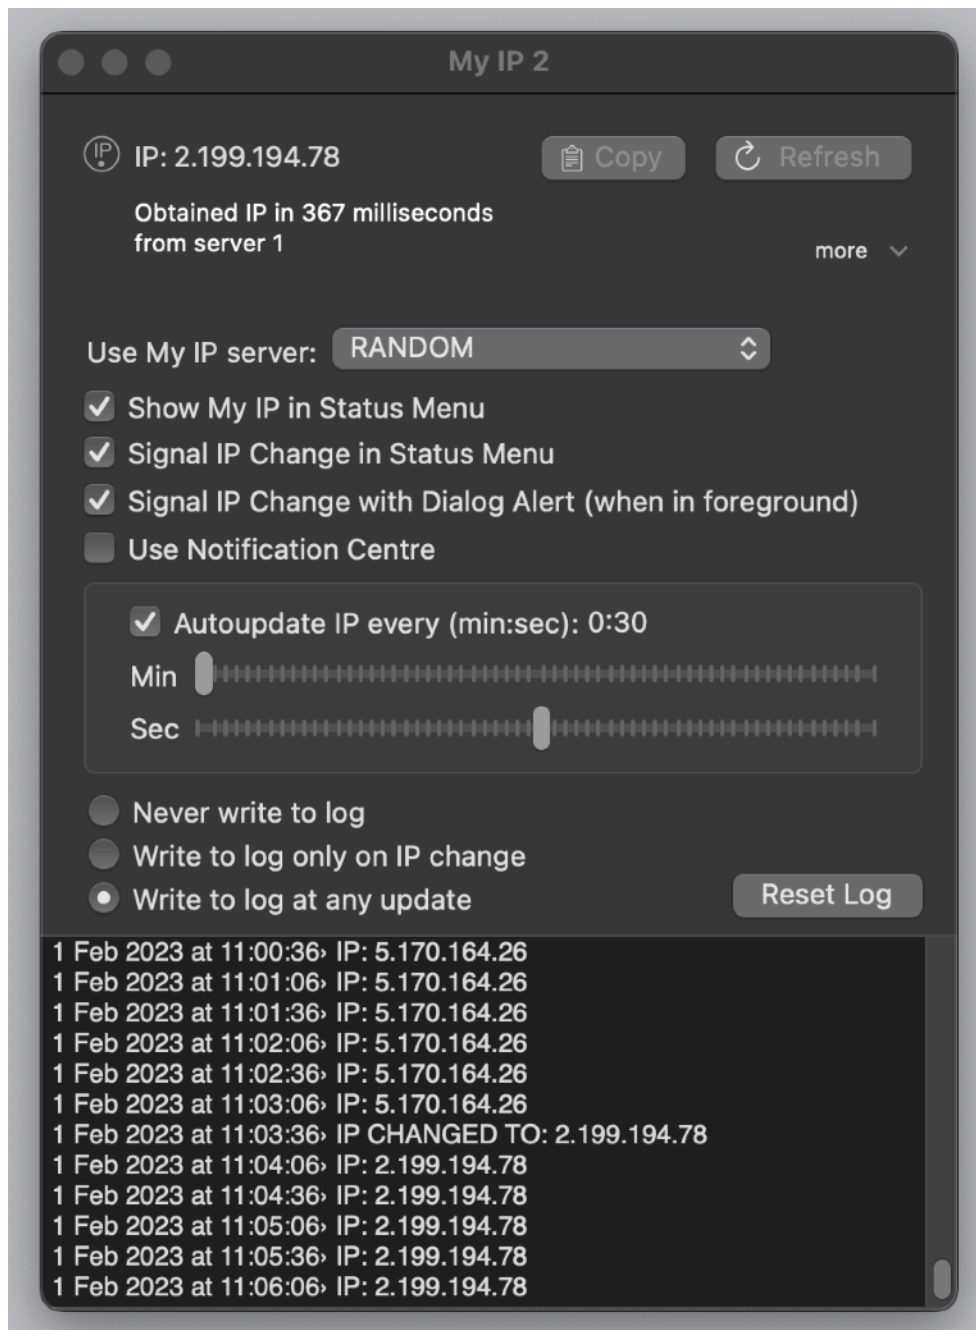 My IP 2
IP
IP: 2.199.194.78
Copy
Refresh
Obtained IP in 367 milliseconds
from server 1
more
Use My IP server:
RANDOM
Show My IP in Status Menu
Signal IP Change in Status Menu
Signal IP Change with Dialog Alert (when in foreground)
Use Notification Centre
Autoupdate IP every (min:sec): 0:30
Min
Sec
Never write to log
Write to log only on IP change
Write to log at any update
Reset Log
1 Feb 2023 at 11:00:36› IP: 5.170.164.26
1 Feb 2023 at 11:01:06› IP: 5.170.164.26
1 Feb 2023 at 11:01:36› IP: 5.170.164.26
1 Feb 2023 at 11:02:06› IP: 5.170.164.26
1 Feb 2023 at 11:02:36› IP: 5.170.164.26
1 Feb 2023 at 11:03:06› IP: 5.170.164.26
1 Feb 2023 at 11:03:36› IP CHANGED TO: 2.199.194.78
1 Feb 2023 at 11:04:06› IP: 2.199.194.78
1 Feb 2023 at 11:04:36› IP: 2.199.194.78
1 Feb 2023 at 11:05:06› IP: 2.199.194.78
1 Feb 2023 at 11:05:36› IP: 2.199.194.78
1 Feb 2023 at 11:06:06› IP: 2.199.194.78